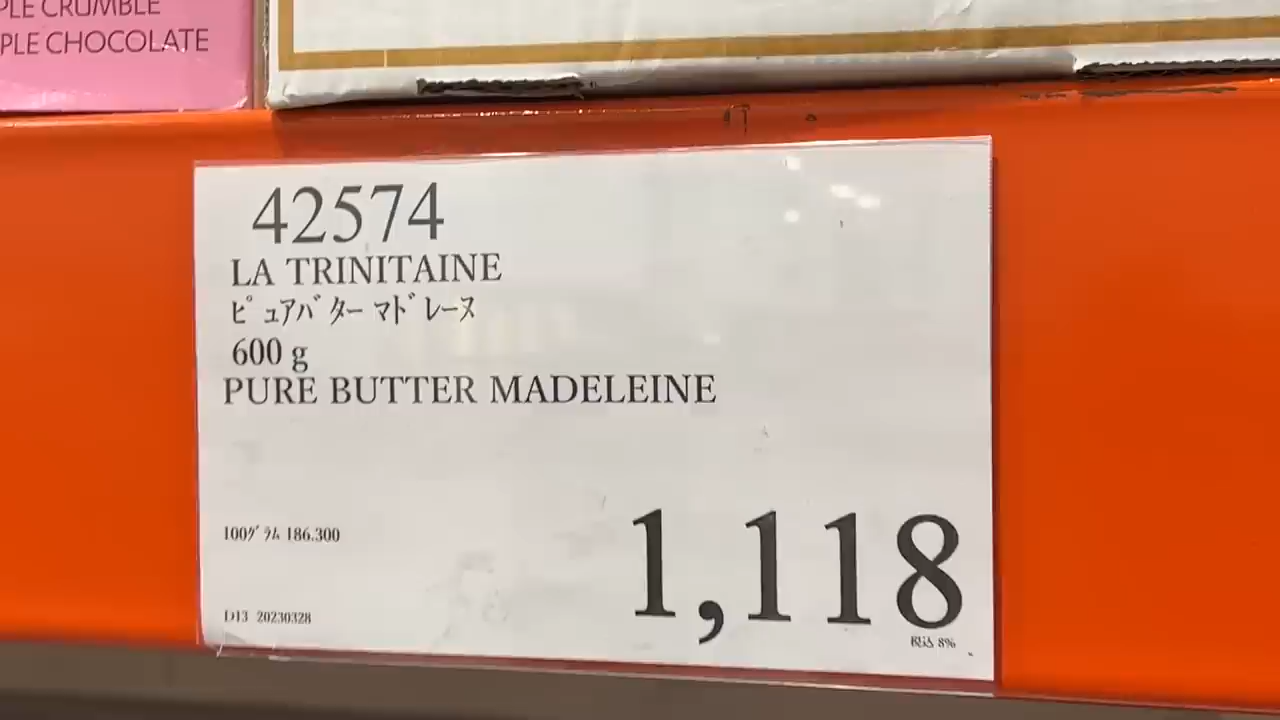 PLE CRUMBLE
PLE CHOCOLATE
42574
LA TRINITAINE
ﾋﾟｭｱﾊﾞﾀｰ ﾏﾄﾞﾚｰﾇ
600 g
PURE BUTTER MADELEINE
100ｸﾞﾗﾑ 186.300
1,118
税込 8%
D13 20230328